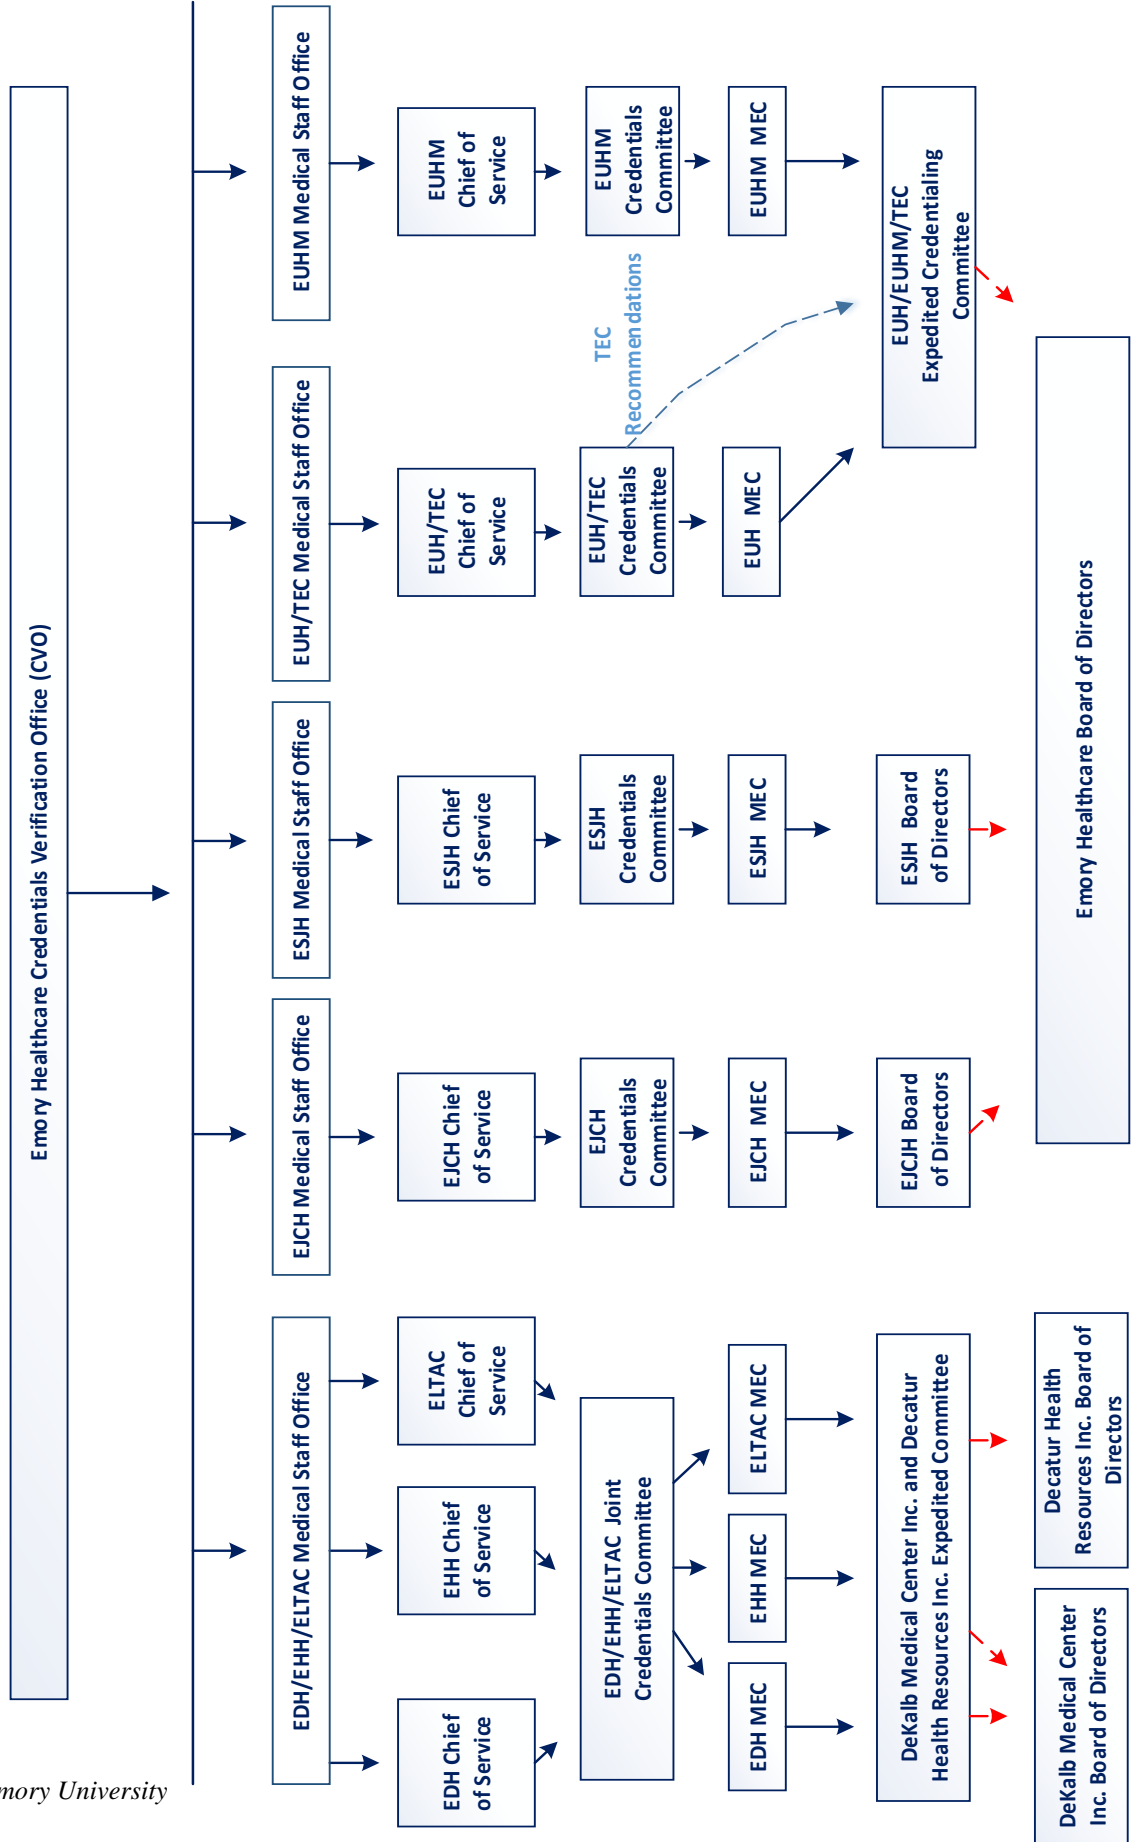 Emory Healthcare Credentials Verification Office (CVO)
EDH/EHH/ELTAC Medical Staff Office
EJCH Medical Staff Office
ESJH Medical Staff Office
EUH/TEC Medical Staff Office
EUHM Medical Staff Office
EDH Chief
of Service
EHH Chief
of Service
ELTAC
Chief of
Service
EJCH Chief
of Service
ESJH Chief
of Service
EUH/TEC
Chief of
Service
EUHM
Chief of
Service
EDH/EHH/ELTAC Joint
Credentials Committee
EJCH
Credentials
Committee
ESJH
Credentials
Committee
EUH/TEC
Credentials
Committee
TEC
Recommendations
EUHM
Credentials
Committee
EDH MEC
EHH MEC
ELTAC MEC
EJCH MEC
ESJH MEC
EUH MEC
EUHM MEC
DeKalb Medical Center Inc. and Decatur
Health Resources Inc. Expedited Committee
EJCJH Board
of Directors
ESJH Board
of Directors
EUH/EUHM/TEC
Expedited Credentialing
Committee
DeKalb Medical Center
Inc. Board of Directors
Decatur Health
Resources Inc. Board of
Directors
Emory Healthcare Board of Directors
mory University